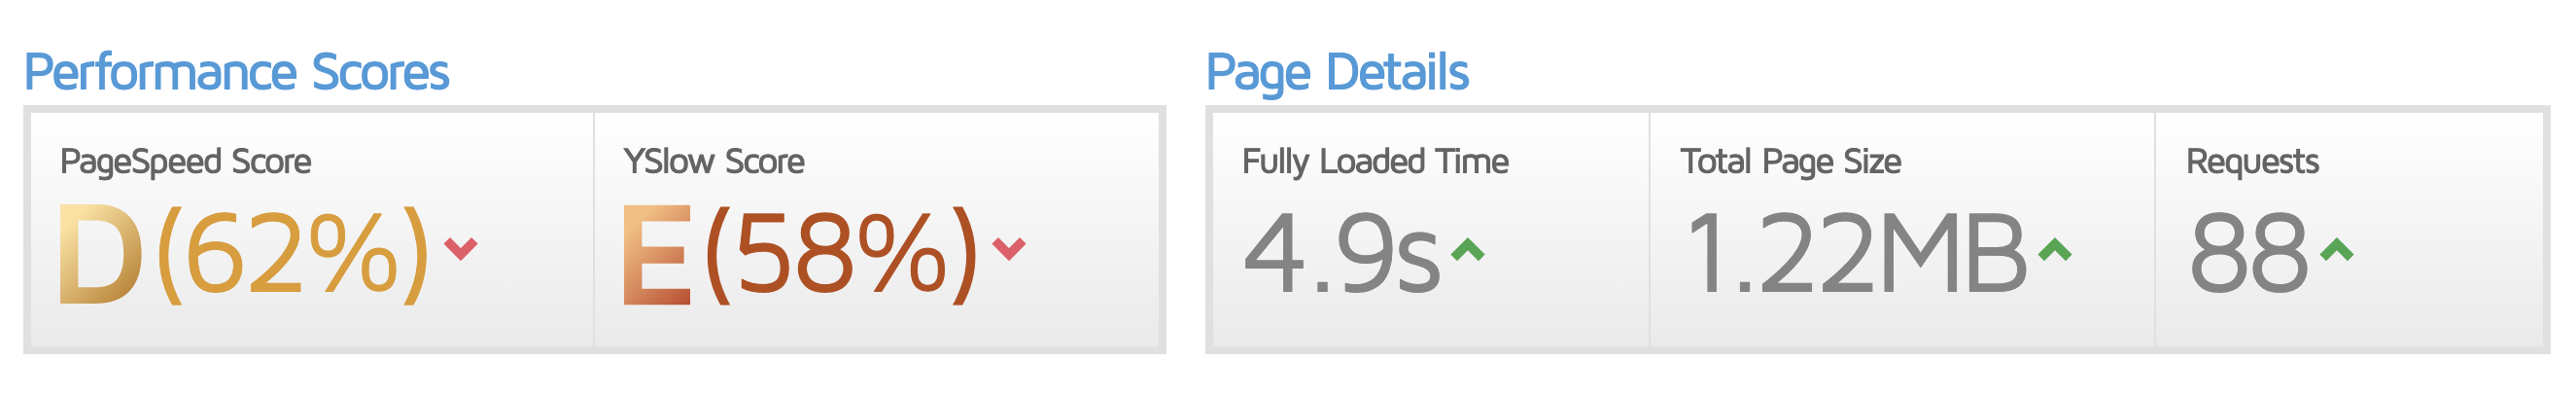 Performance Scores
PageSpeed Score
D(62%)
YSlow Score
E(58%)
Page Details
Fully Loaded Time
4.9s
Total Page Size
1.22MB
Requests
88